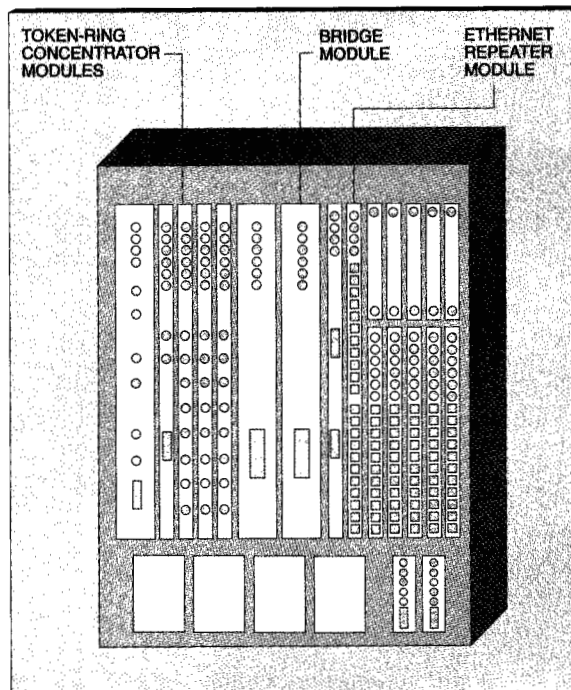 TOKEN-RING
CONCENTRATOR
MODULES
BRIDGE
MODULE
ETHERNET
REPEATER
MODULE